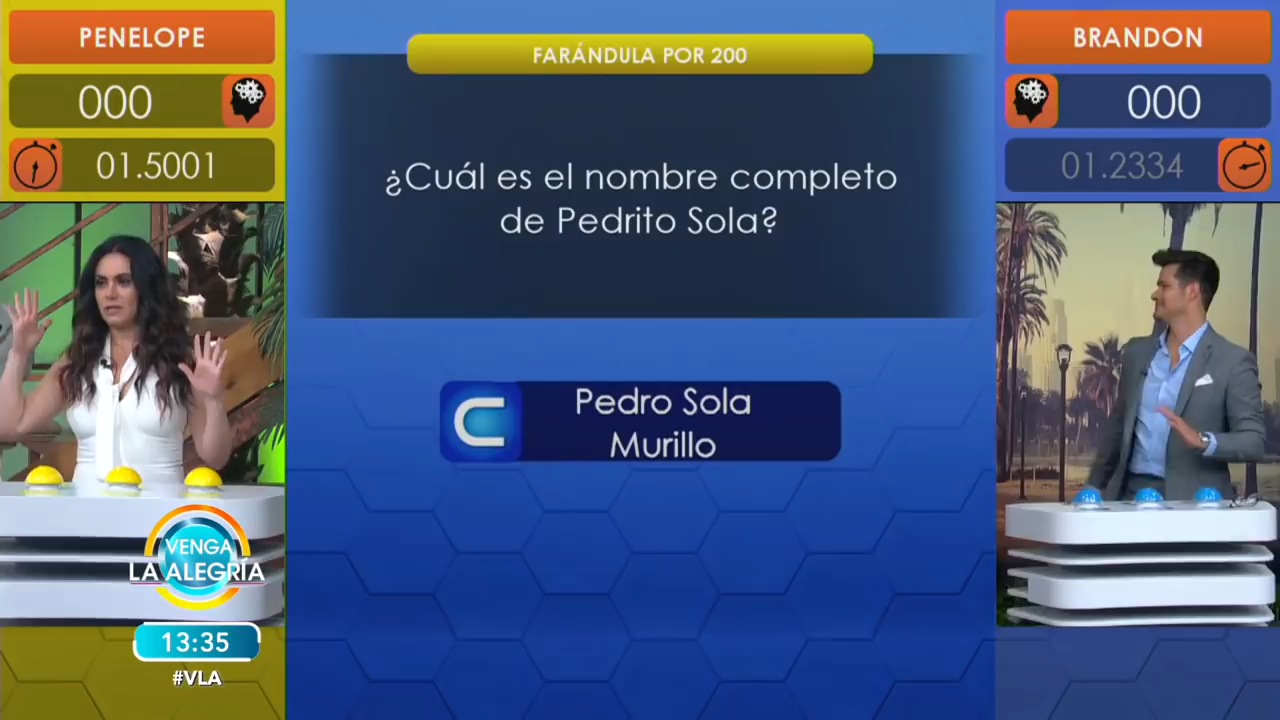 PENELOPE
000
01.5001
FARÁNDULA POR 200
¿Cuál es el nombre completo
de Pedrito Sola?
C
Pedro Sola
Murillo
BRANDON
000
01.2334
VENGA
LA ALEGRÍA
13:35
#VLA